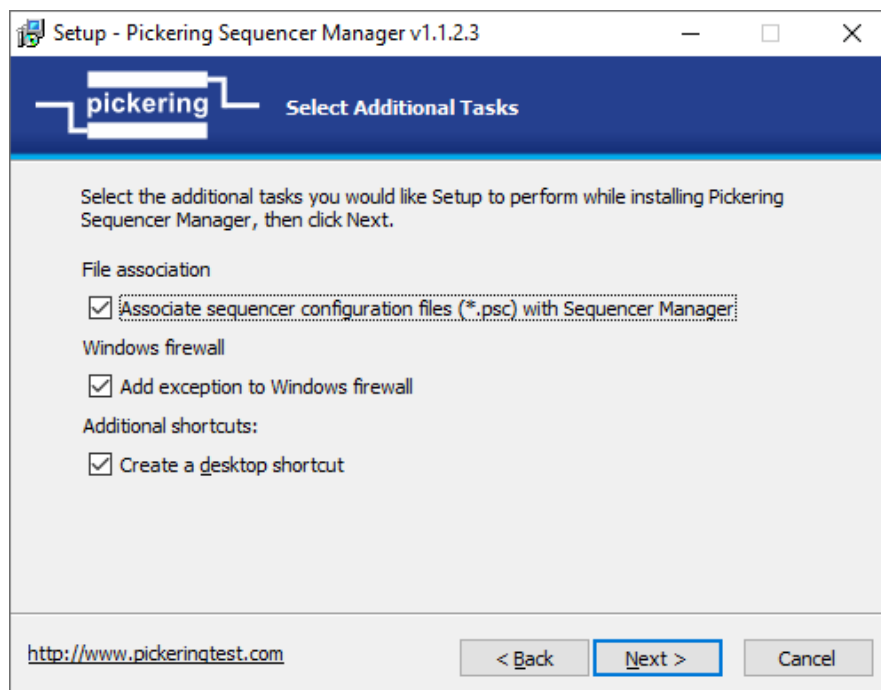 Setup - Pickering Sequencer Manager v1.1.2.3
pickering
Select Additional Tasks
Select the additional tasks you would like Setup to perform while installing Pickering
Sequencer Manager, then click Next.
File association
Associate sequencer configuration files (*.psc) with Sequencer Manager
Windows firewall
Add exception to Windows firewall
Additional shortcuts:
Create a desktop shortcut
http://www.pickeringtest.com
< Back
Next >
Cancel